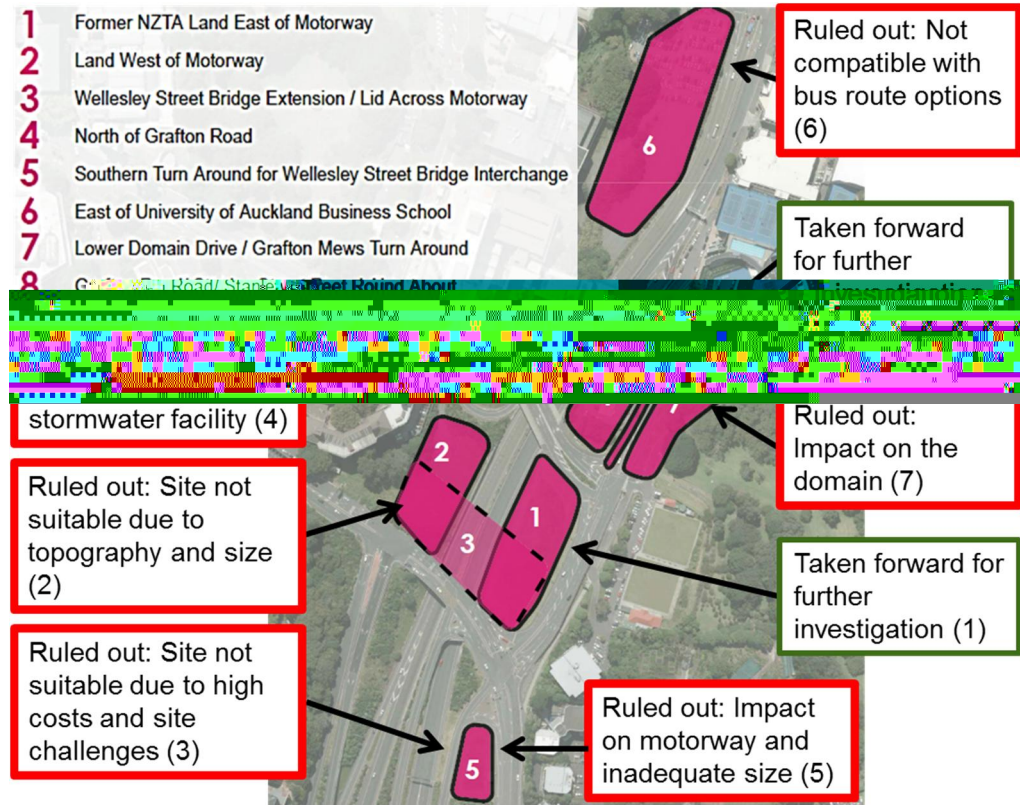 1 Former NZTA Land East of Motorway
2 Land West of Motorway
3 Wellesley Street Bridge Extension / Lid Across Motorway
4 North of Grafton Road
5 Southern Turn Around for Wellesley Street Bridge Interchange
6 East of University of Auckland Business School
7 Lower Domain Drive / Grafton Mews Turn Around
8
Ruled out: Not
compatible with
bus route options
(6)
6
Taken forward
for further
stormwater facility (4)
Ruled out:
Impact on the
domain (7)
2
1
3
Ruled out: Site not
suitable due to
topography and size
(2)
Taken forward for
further
investigation (1)
Ruled out: Site not
suitable due to high
costs and site
challenges (3)
5
Ruled out: Impact
on motorway and
inadequate size (5)